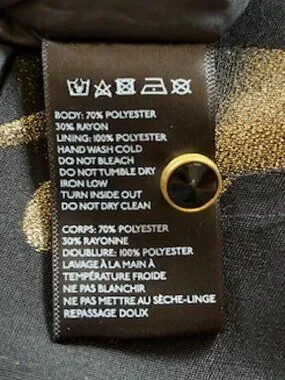 BODY: 70% POLYESTER
30% RAYON
LINING: 100% POLYESTER
HAND WASH COLD
DO NOT BLEACH
DO NOT TUMBLE DRY
IRON LOW
TURN INSIDE OUT
DO NOT DRY CLEAN
CORPS: 70% POLYESTER
30% RAYONNE
DOUBLURE: 100% POLYESTER
LAVAGE À LA MAIN À
TEMPÉRATURE FROIDE
NE PAS BLANCHIR
NE PAS METTRE AU SÈCHE-LINGE
REPASSAGE DOUX